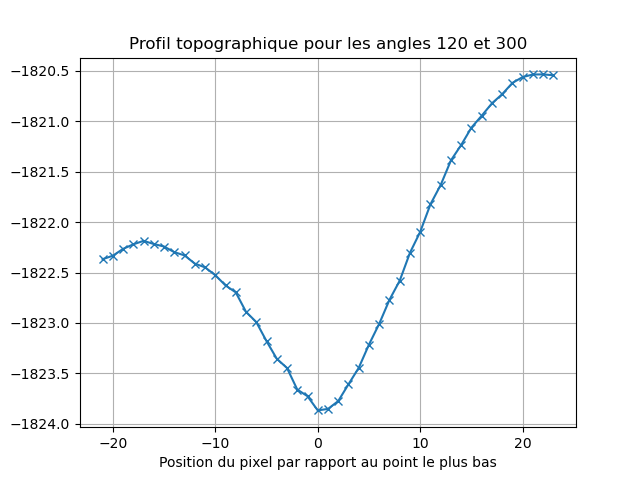 Profil topographique pour les angles 120 et 300
−1820.5
−1821.0
−1821.5
−1822.0
−1822.5
−1823.0
−1823.5
−1824.0
−20 −10 0 10 20
Position du pixel par rapport au point le plus bas